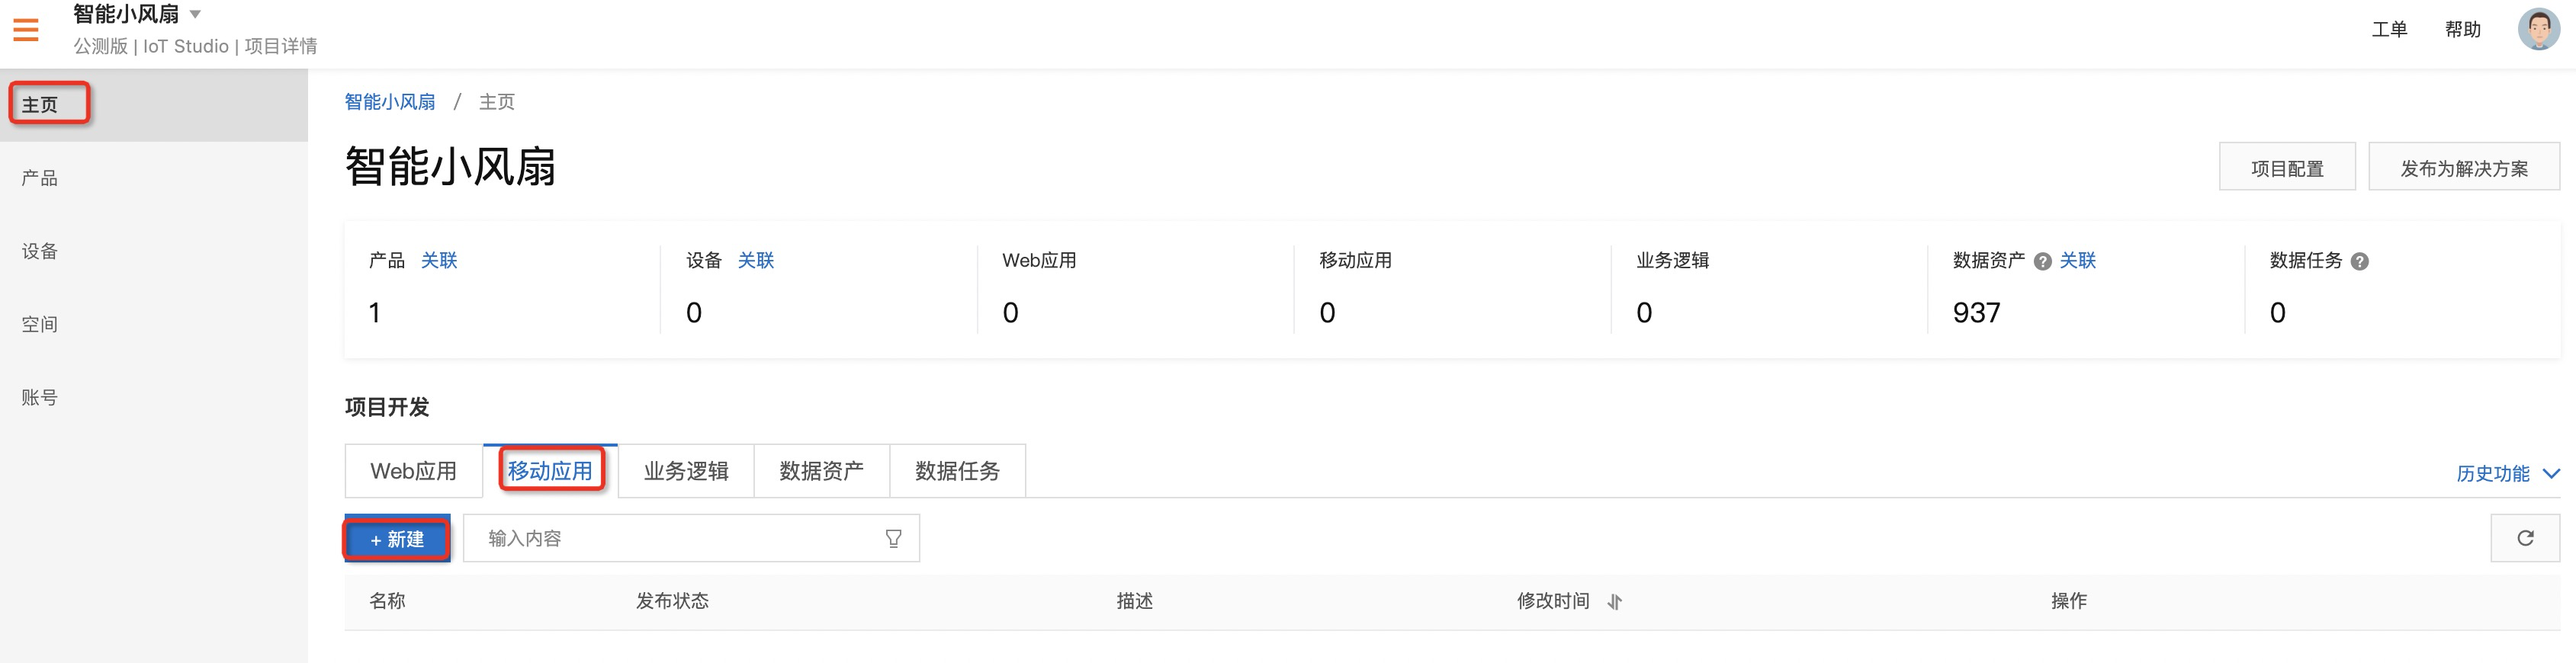 智能小风扇
工单 帮助
公测版 | IoT Studio | 项目详情
主页
产品
设备
空间
账号
智能小风扇 / 主页
智能小风扇
项目配置 发布为解决方案
产品 关联 设备 关联 Web应用 移动应用 业务逻辑 数据资产 ? 关联 数据任务 ?
1 0 0 0 0 937 0
项目开发
Web应用 移动应用 业务逻辑 数据资产 数据任务 历史功能
+ 新建 输入内容
名称 发布状态 描述 修改时间 操作